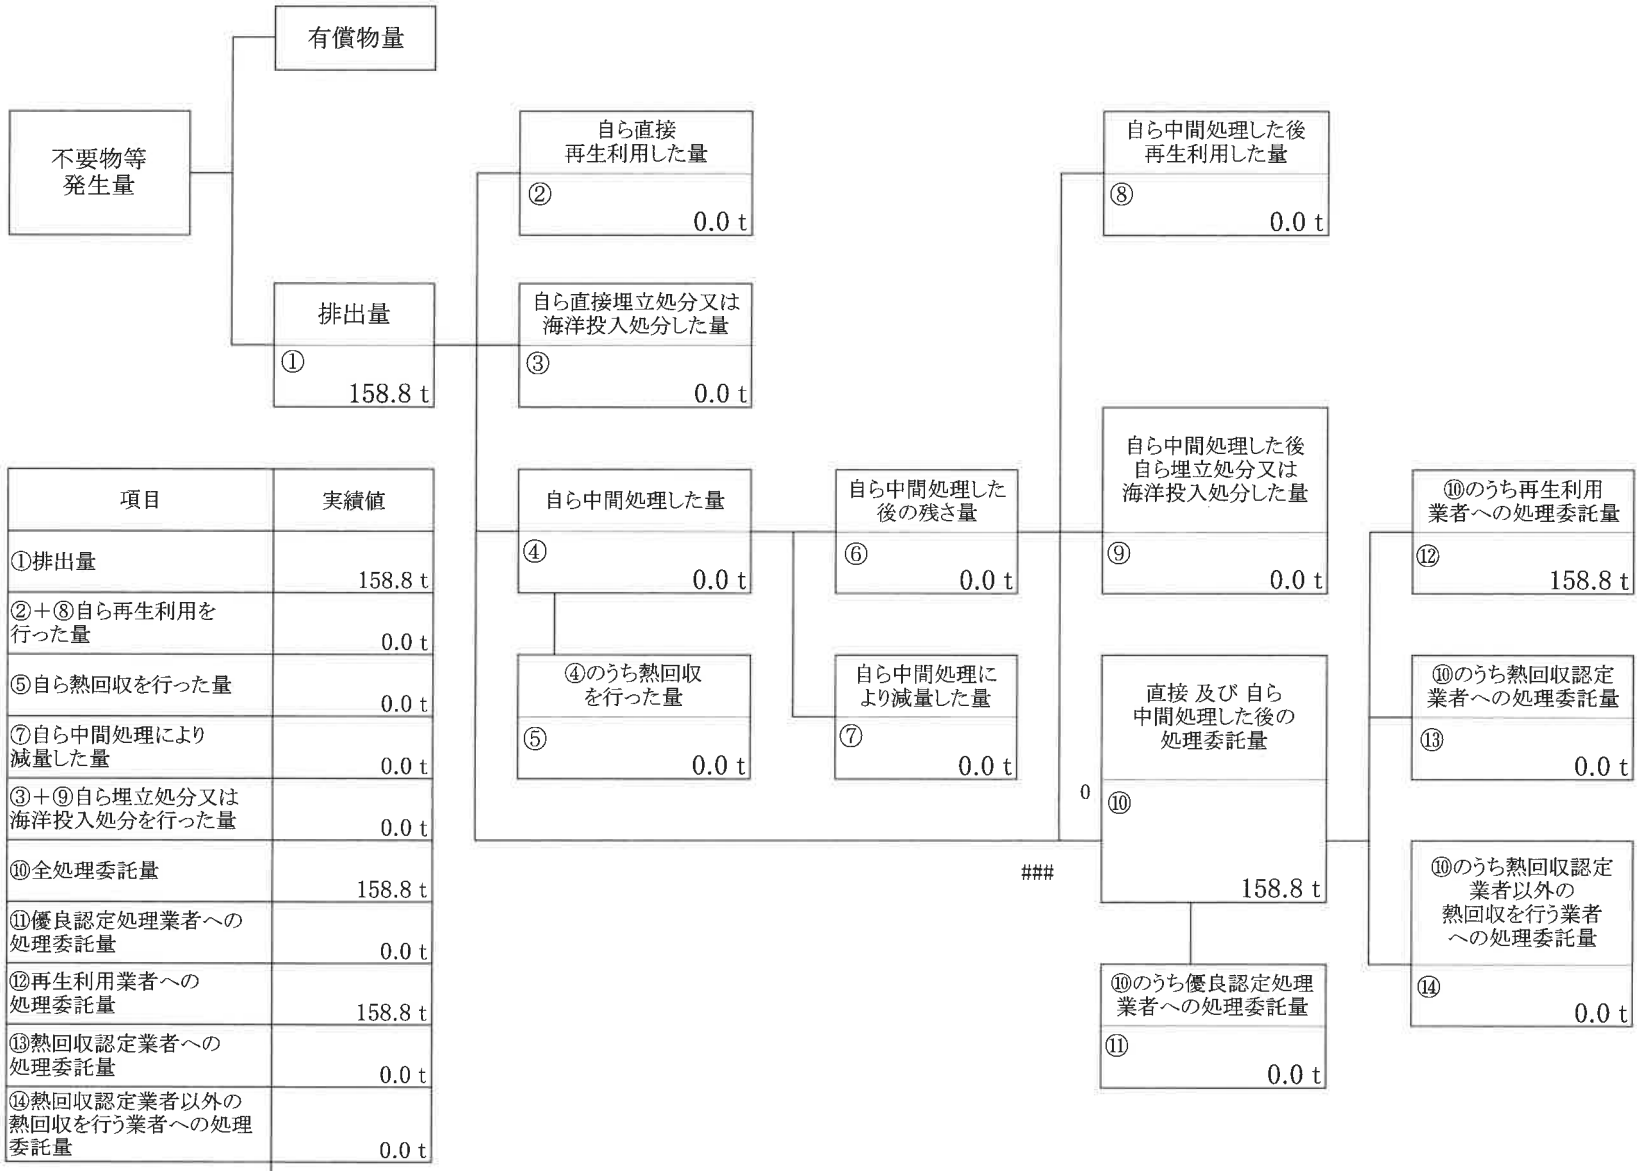 有償物量
不要物等
発生量
自ら直接
再生利用した量
②
0.0 t
自ら中間処理した後
再生利用した量
⑧
0.0 t
排出量
①
158.8 t
自ら直接埋立処分又は
海洋投入処分した量
③
0.0 t
自ら中間処理した量
④
0.0 t
自ら中間処理した
後の残さ量
⑥
0.0 t
自ら中間処理した後
自ら埋立処分又は
海洋投入処分した量
⑨
0.0 t
⑩のうち再生利用
業者への処理委託量
⑫
158.8 t
④のうち熱回収
を行った量
⑤
0.0 t
自ら中間処理に
より減量した量
⑦
0.0 t
直接 及び 自ら
中間処理した後の
処理委託量
0
⑩
###
158.8 t
⑩のうち熱回収認定
業者への処理委託量
⑬
0.0 t
⑩のうち熱回収認定
業者以外の
熱回収を行う業者
への処理委託量
⑭
0.0 t
⑩のうち優良認定処理
業者への処理委託量
⑪
0.0 t
項目 実績値
①排出量
158.8 t
②+⑧自ら再生利用を
行った量
0.0 t
⑤自ら熱回収を行った量
0.0 t
⑦自ら中間処理により
減量した量
0.0 t
③+⑨自ら埋立処分又は
海洋投入処分を行った量
0.0 t
⑩全処理委託量
158.8 t
⑪優良認定処理業者への
処理委託量
0.0 t
⑫再生利用業者への
処理委託量
158.8 t
⑬熱回収認定業者への
処理委託量
0.0 t
⑭熱回収認定業者以外の
熱回収を行う業者への処理
委託量
0.0 t